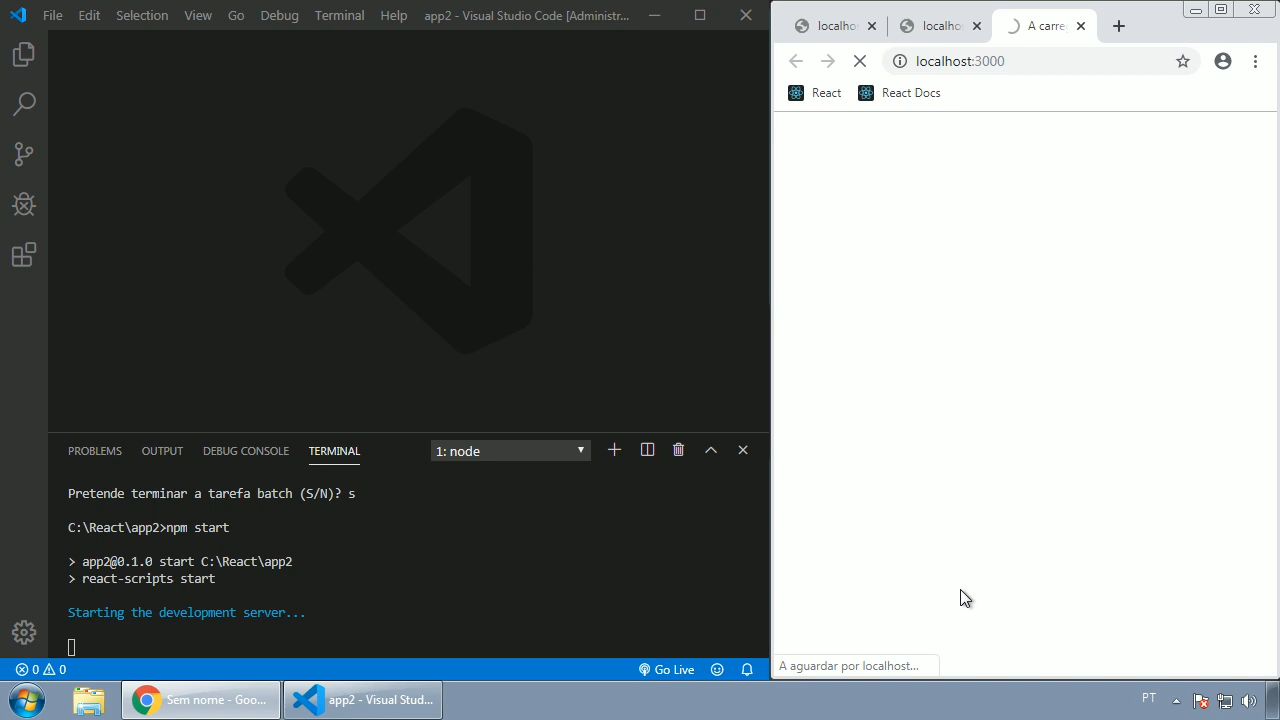 File Edit Selection View Go Debug Terminal Help app2 - Visual Studio Code [Administr...
localho
localho
A carre
localhost:3000
React React Docs
PROBLEMS OUTPUT DEBUG CONSOLE TERMINAL 1: node
Pretende terminar a tarefa batch (S/N)? s
C:\React\app2>npm start
> app2@0.1.0 start C:\React\app2
> react-scripts start
Starting the development server...
0 0 Go Live
A aguardar por localhost...
Sem nome - Goo... app2 - Visual Stud... PT